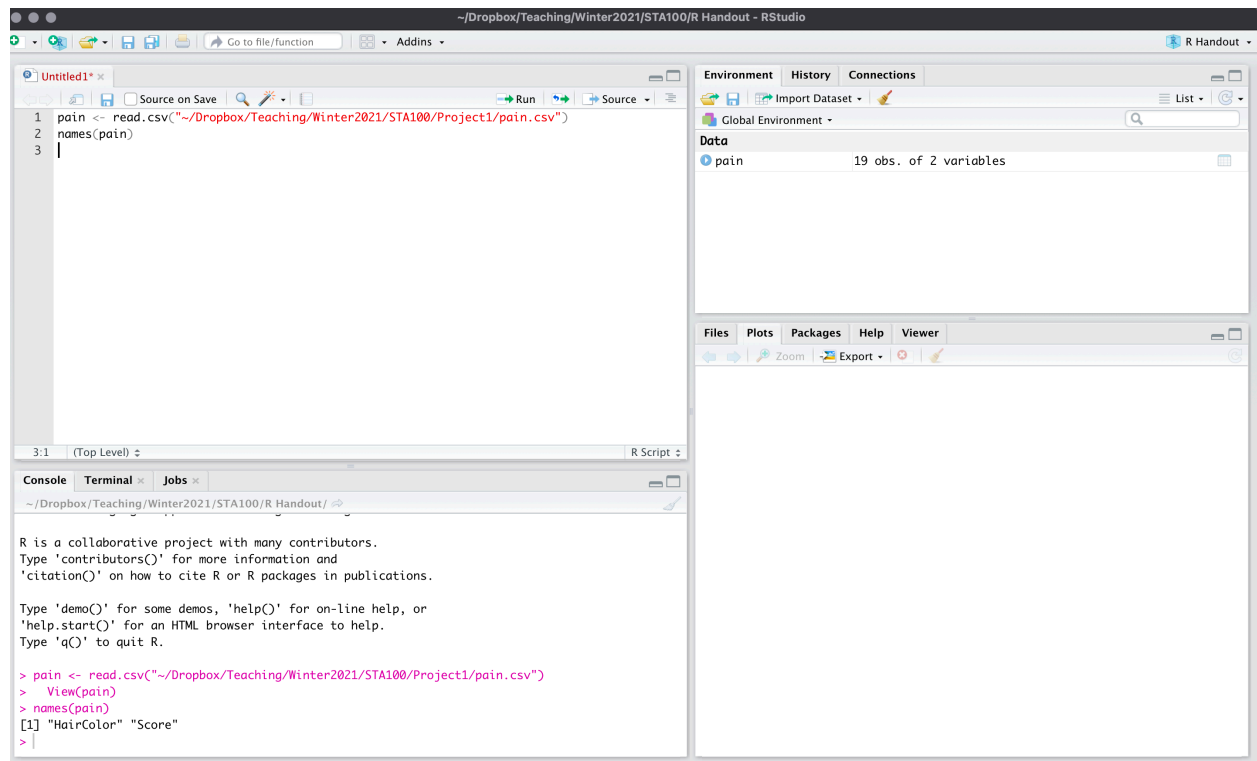 ~/Dropbox/Teaching/Winter2021/STA100/R Handout - RStudio
Go to file/function
Addins
R Handout
Untitled1*
Source on Save
Run
Source
1 pain <- read.csv("~/Dropbox/Teaching/Winter2021/STA100/Project1/pain.csv")
2 names(pain)
3
3:1 (Top Level)
R Script
Console Terminal Jobs
~/Dropbox/Teaching/Winter2021/STA100/R Handout/
R is a collaborative project with many contributors.
Type 'contributors()' for more information and
'citation()' on how to cite R or R packages in publications.
Type 'demo()' for some demos, 'help()' for on-line help, or
'help.start()' for an HTML browser interface to help.
Type 'q()' to quit R.
> pain <- read.csv("~/Dropbox/Teaching/Winter2021/STA100/Project1/pain.csv")
>   View(pain)
> names(pain)
[1] "HairColor" "Score"
>
Environment History Connections
Import Dataset
List
Global Environment
Data
pain 19 obs. of 2 variables
Files Plots Packages Help Viewer
Zoom Export